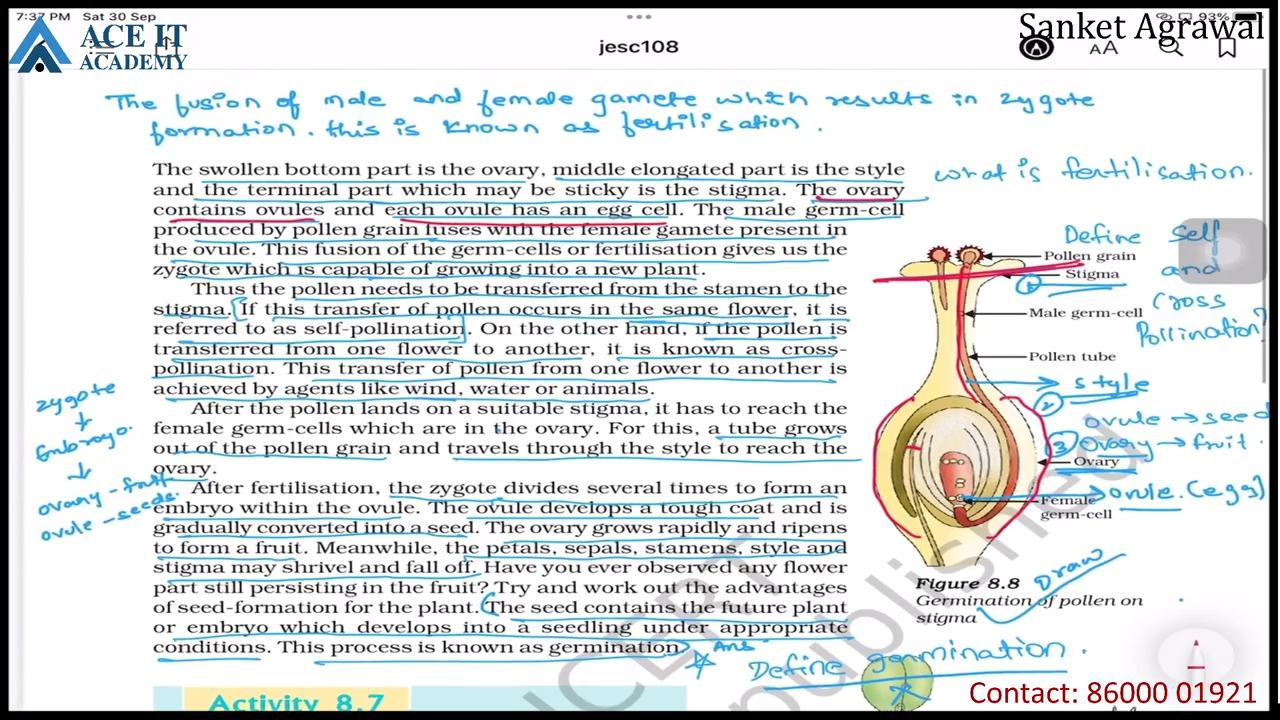 7:37 PM Sat 30 Sep
93%
ACE IT
ACADEMY
jesc108
Sanket Agrawal
AA
The fusion of male and female gamete which results in zygote
formation. this is known as fertilisation.
The swollen bottom part is the ovary, middle elongated part is the style
and the terminal part which may be sticky is the stigma. The ovary
contains ovules and each ovule has an egg cell. The male germ-cell
produced by pollen grain fuses with the female gamete present in
the ovule. This fusion of the germ-cells or fertilisation gives us the
zygote which is capable of growing into a new plant.
Thus the pollen needs to be transferred from the stamen to the
stigma. If this transfer of pollen occurs in the same flower, it is
referred to as self-pollination. On the other hand, if the pollen is
transferred from one flower to another, it is known as cross-
pollination. This transfer of pollen from one flower to another is
achieved by agents like wind, water or animals.
After the pollen lands on a suitable stigma, it has to reach the
female germ-cells which are in the ovary. For this, a tube grows
out of the pollen grain and travels through the style to reach the
ovary.
After fertilisation, the zygote divides several times to form an
embryo within the ovule. The ovule develops a tough coat and is
gradually converted into a seed. The ovary grows rapidly and ripens
to form a fruit. Meanwhile, the petals, sepals, stamens, style and
stigma may shrivel and fall off. Have you ever observed any flower
part still persisting in the fruit? Try and work out the advantages
of seed-formation for the plant. (The seed contains the future plant
or embryo which develops into a seedling under appropriate
conditions. This process is known as germination)
Ans
Define germination.
zygote
Embroyo.
ovary - fruit
ovule - seeds.
what is fertilisation.
Define Self
and
Cross
Pollination?
Pollen grain
Stigma
1
Male germ-cell
Pollen tube
style
2
ovule → seed
3 Ovary → fruit.
Ovary
ovule. (egg)
Female
germ-cell
Figure 8.8
Germination of pollen on
stigma
Draw
NCERT
published
Activity 8.7
Contact: 86000 01921